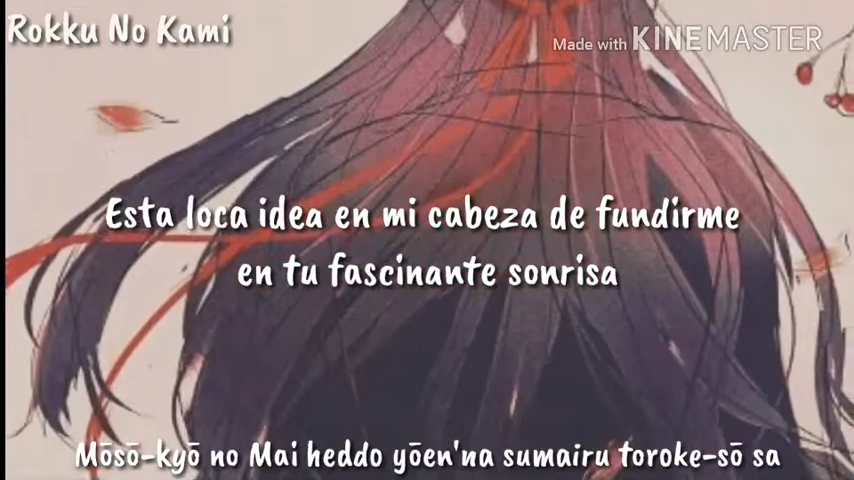 Rokku No Kami
Made with KINEMASTER
Esta loca idea en mi cabeza de fundirme
en tu fascinante sonrisa
Mōsō-kyō no Mai heddo yōen'na sumairu toroke-sō sa